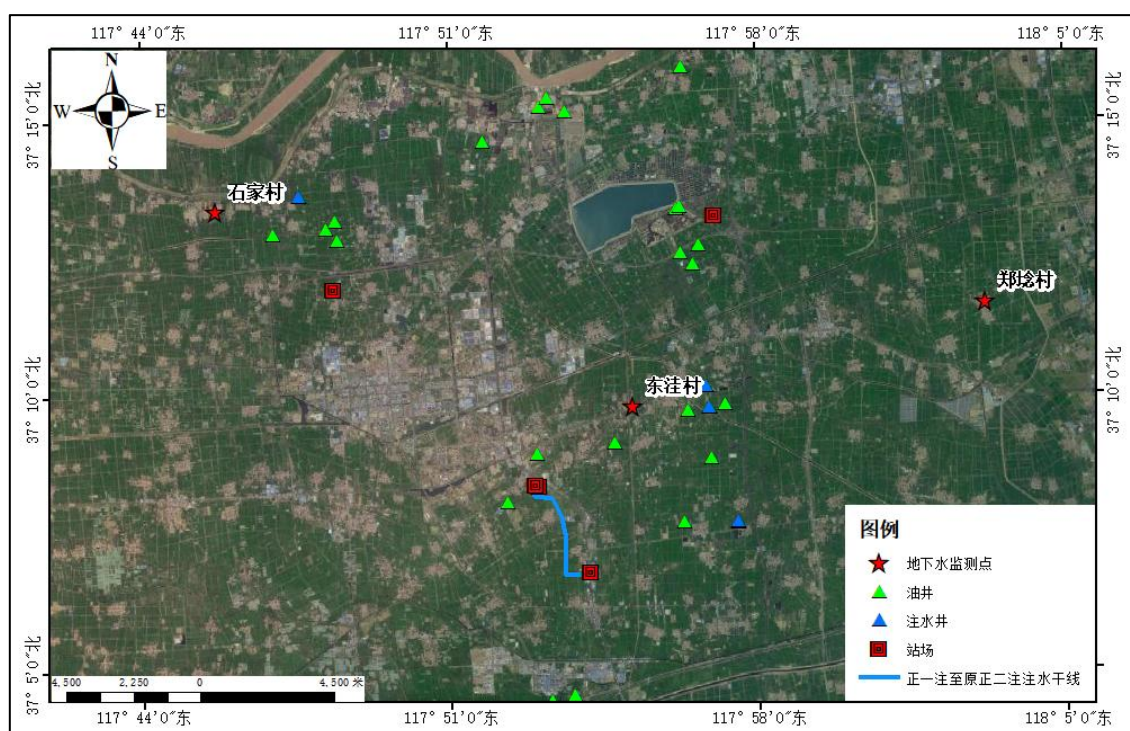 117° 44′0″东
117° 51′0″东
117° 58′0″东
118° 5′0″东
N
W
E
S
37° 15′0″北
37° 15′0″北
石家村
郑埝村
东洼村
37° 10′0″北
37° 10′0″北
图例
地下水监测点
油井
注水井
站场
正一注至原正二注注水干线
37° 5′0″北
4,500 2,250 0 4,500 米
117° 44′0″东
117° 51′0″东
117° 58′0″东
118° 5′0″东